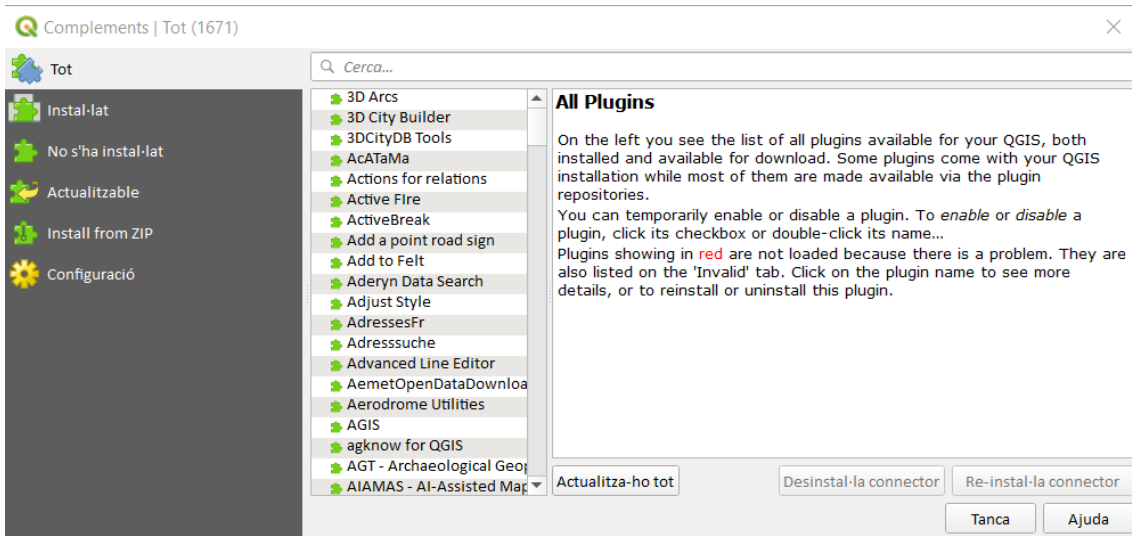 Complements | Tot (1671)
Tot
Instal·lat
No s'ha instal·lat
Actualitzable
Install from ZIP
Configuració
Cerca...
3D Arcs
3D City Builder
3DCityDB Tools
AcATaMa
Actions for relations
Active FIre
ActiveBreak
Add a point road sign
Add to Felt
Aderyn Data Search
Adjust Style
AdressesFr
Adresssuche
Advanced Line Editor
AemetOpenDataDownloa
Aerodrome Utilities
AGIS
agknow for QGIS
AGT - Archaeological Geop
AIAMAS - AI-Assisted Map
All Plugins
On the left you see the list of all plugins available for your QGIS, both
installed and available for download. Some plugins come with your QGIS
installation while most of them are made available via the plugin
repositories.
You can temporarily enable or disable a plugin. To enable or disable a
plugin, click its checkbox or double-click its name...
Plugins showing in red are not loaded because there is a problem. They are
also listed on the 'Invalid' tab. Click on the plugin name to see more
details, or to reinstall or uninstall this plugin.
Actualitza-ho tot
Desinstal·la connector
Re-instal·la connector
Tanca
Ajuda